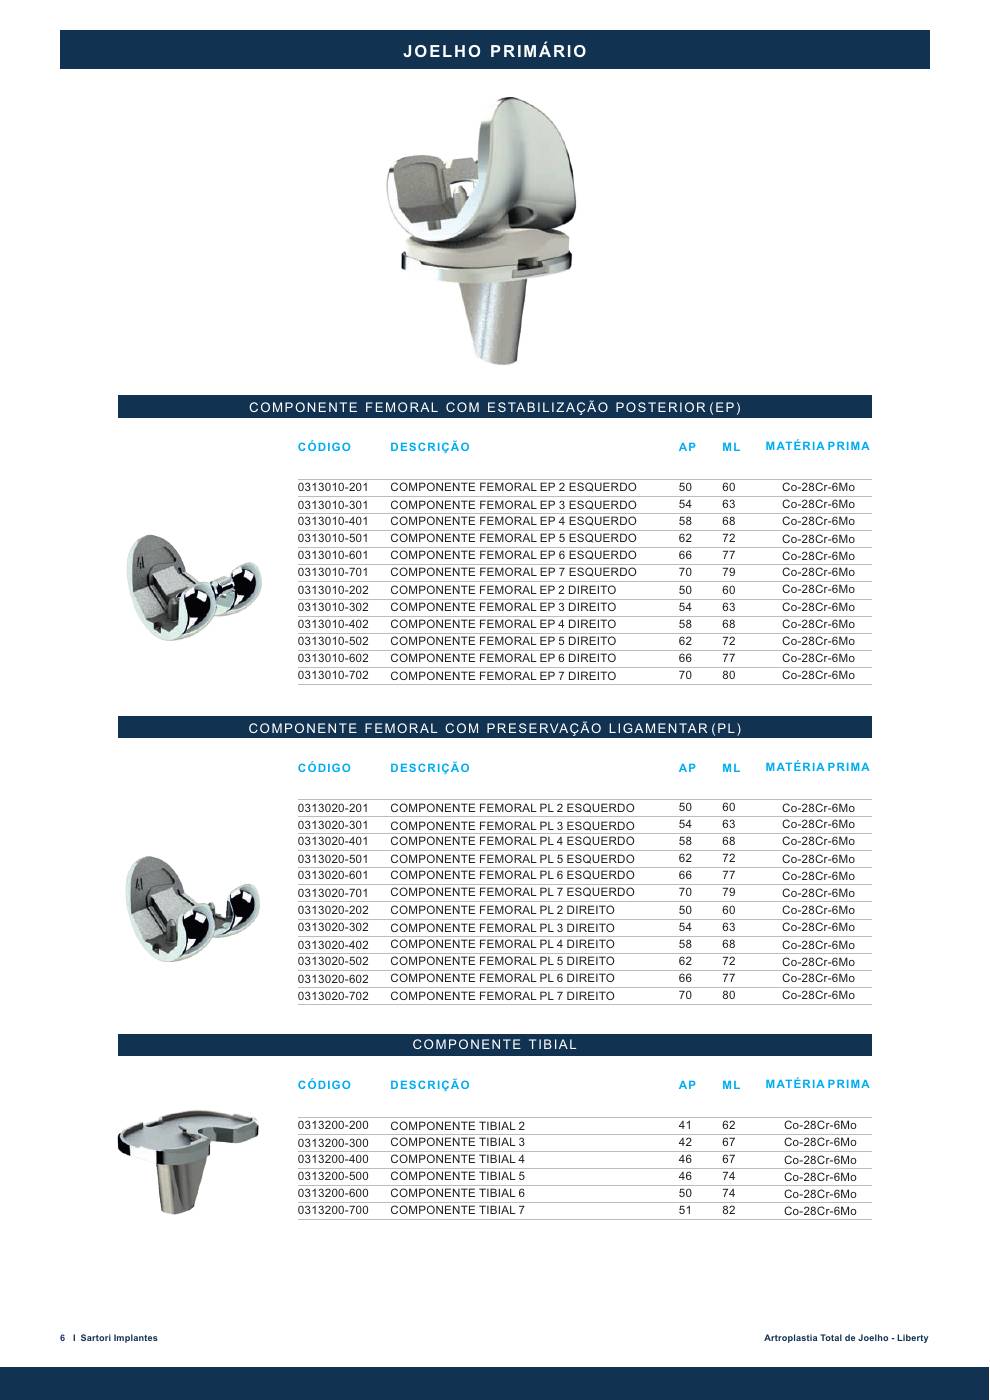 JOELHO PRIMÁRIO
COMPONENTE FEMORAL COM ESTABILIZAÇÃO POSTERIOR (EP)
CÓDIGO DESCRIÇÃO AP ML MATÉRIA PRIMA
0313010-201 COMPONENTE FEMORAL EP 2 ESQUERDO 50 60 Co-28Cr-6Mo
0313010-301 COMPONENTE FEMORAL EP 3 ESQUERDO 54 63 Co-28Cr-6Mo
0313010-401 COMPONENTE FEMORAL EP 4 ESQUERDO 58 68 Co-28Cr-6Mo
0313010-501 COMPONENTE FEMORAL EP 5 ESQUERDO 62 72 Co-28Cr-6Mo
0313010-601 COMPONENTE FEMORAL EP 6 ESQUERDO 66 77 Co-28Cr-6Mo
0313010-701 COMPONENTE FEMORAL EP 7 ESQUERDO 70 79 Co-28Cr-6Mo
0313010-202 COMPONENTE FEMORAL EP 2 DIREITO 50 60 Co-28Cr-6Mo
0313010-302 COMPONENTE FEMORAL EP 3 DIREITO 54 63 Co-28Cr-6Mo
0313010-402 COMPONENTE FEMORAL EP 4 DIREITO 58 68 Co-28Cr-6Mo
0313010-502 COMPONENTE FEMORAL EP 5 DIREITO 62 72 Co-28Cr-6Mo
0313010-602 COMPONENTE FEMORAL EP 6 DIREITO 66 77 Co-28Cr-6Mo
0313010-702 COMPONENTE FEMORAL EP 7 DIREITO 70 80 Co-28Cr-6Mo
COMPONENTE FEMORAL COM PRESERVAÇÃO LIGAMENTAR (PL)
CÓDIGO DESCRIÇÃO AP ML MATÉRIA PRIMA
0313020-201 COMPONENTE FEMORAL PL 2 ESQUERDO 50 60 Co-28Cr-6Mo
0313020-301 COMPONENTE FEMORAL PL 3 ESQUERDO 54 63 Co-28Cr-6Mo
0313020-401 COMPONENTE FEMORAL PL 4 ESQUERDO 58 68 Co-28Cr-6Mo
0313020-501 COMPONENTE FEMORAL PL 5 ESQUERDO 62 72 Co-28Cr-6Mo
0313020-601 COMPONENTE FEMORAL PL 6 ESQUERDO 66 77 Co-28Cr-6Mo
0313020-701 COMPONENTE FEMORAL PL 7 ESQUERDO 70 79 Co-28Cr-6Mo
0313020-202 COMPONENTE FEMORAL PL 2 DIREITO 50 60 Co-28Cr-6Mo
0313020-302 COMPONENTE FEMORAL PL 3 DIREITO 54 63 Co-28Cr-6Mo
0313020-402 COMPONENTE FEMORAL PL 4 DIREITO 58 68 Co-28Cr-6Mo
0313020-502 COMPONENTE FEMORAL PL 5 DIREITO 62 72 Co-28Cr-6Mo
0313020-602 COMPONENTE FEMORAL PL 6 DIREITO 66 77 Co-28Cr-6Mo
0313020-702 COMPONENTE FEMORAL PL 7 DIREITO 70 80 Co-28Cr-6Mo
COMPONENTE TIBIAL
CÓDIGO DESCRIÇÃO AP ML MATÉRIA PRIMA
0313200-200 COMPONENTE TIBIAL 2 41 62 Co-28Cr-6Mo
0313200-300 COMPONENTE TIBIAL 3 42 67 Co-28Cr-6Mo
0313200-400 COMPONENTE TIBIAL 4 46 67 Co-28Cr-6Mo
0313200-500 COMPONENTE TIBIAL 5 46 74 Co-28Cr-6Mo
0313200-600 COMPONENTE TIBIAL 6 50 74 Co-28Cr-6Mo
0313200-700 COMPONENTE TIBIAL 7 51 82 Co-28Cr-6Mo
6 I Sartori Implantes Artroplastia Total de Joelho - Liberty